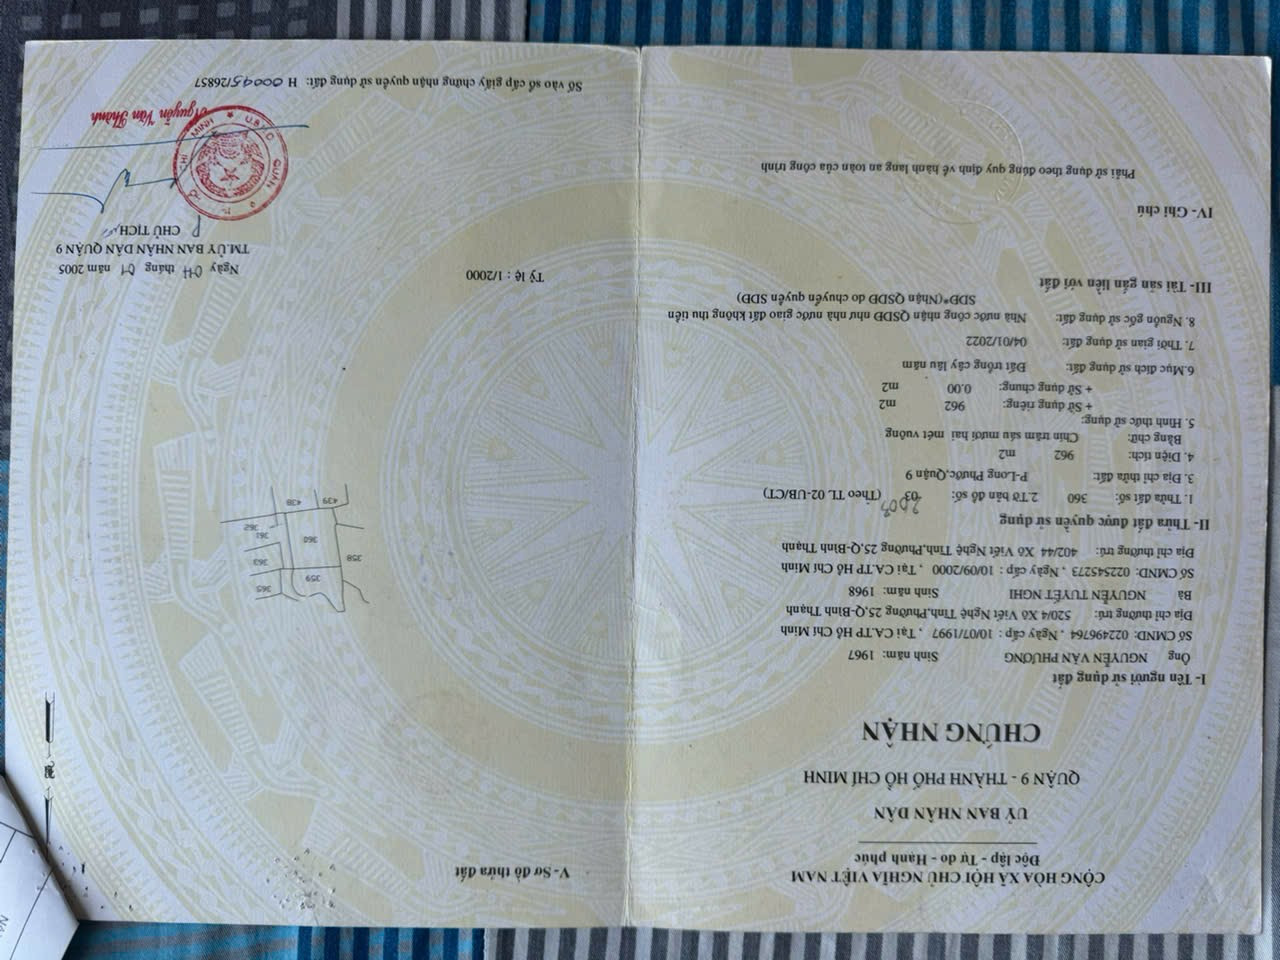 CỘNG HÒA XÃ HỘI CHỦ NGHĨA VIỆT NAM
Độc lập - Tự do - Hạnh phúc
UỶ BAN NHÂN DÂN
QUẬN 9 - THÀNH PHỐ HỒ CHÍ MINH
CHỨNG NHẬN
I- Tên người sử dụng đất
Ông NGUYỄN PHƯƠNG VĂN Sinh năm: 1967
Số CMND: 022496764 , Ngày cấp : 10/07/1997 , Tại CA.TP Hồ Chí Minh
Địa chỉ thường trú: 520/4 Xô Viết Nghệ Tĩnh,Phường 25,Q-Bình Thạnh
Bà NGUYỄN TUYẾT NGHI Sinh năm: 1968
Số CMND: 022545273 , Ngày cấp : 10/09/2000 , Tại CA.TP Hồ Chí Minh
Địa chỉ thường trú: 402/44 Xô Viết Nghệ Tĩnh,Phường 25,Q-Bình Thạnh
II- Thửa đất được quyền sử dụng
1. Thửa đất số: 360 2.Tờ bản đồ số: 03 (Theo TL 02-UB/CT)
2003
3. Địa chỉ thửa đất: P-Long Phước,Quận 9
4. Diện tích: 962 m2
Bằng chữ: Chín trăm sáu mươi hai mét vuông
5. Hình thức sử dụng:
+ Sử dụng riêng: 962 m2
+ Sử dụng chung: 0.00 m2
6.Mục đích sử dụng đất: Đất trồng cây lâu năm
7. Thời gian sử dụng đất: 04/01/2022
8. Nguồn gốc sử dụng đất: Nhà nước công nhận QSDĐ như nhà nước giao đất không thu tiền
SDĐ*(Nhận QSDĐ do chuyển quyền SDĐ)
III- Tài sản gắn liền với đất
IV- Ghi chú
Phải sử dụng theo đúng quy định về hành lang an toàn của công trình
V- Sơ đồ thửa đất
365
359
363
358
361
360
362
439
438
Tỷ lệ : 1/2000
Ngày 04 tháng 01 năm 2005
TM.ỦY BAN NHÂN DÂN QUẬN 9
CHỦ TỊCH
Nguyễn Văn Thành
Số vào sổ cấp giấy chứng nhận quyền sử dụng đất: H 00045/26857